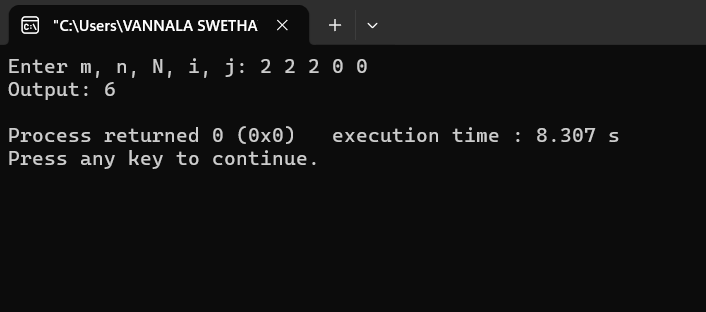 "C:\Users\VANNALA SWETHA
Enter m, n, N, i, j: 2 2 2 0 0
Output: 6
Process returned 0 (0x0)   execution time : 8.307 s
Press any key to continue.